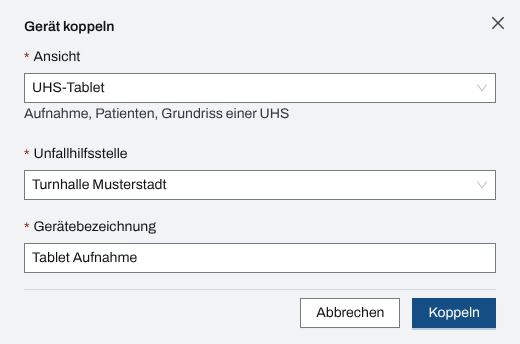 Gerät koppeln
* Ansicht
UHS-Tablet
Aufnahme, Patienten, Grundriss einer UHS
* Unfallhilfsstelle
Turnhalle Musterstadt
* Gerätebezeichnung
Tablet Aufnahme
Abbrechen
Koppeln